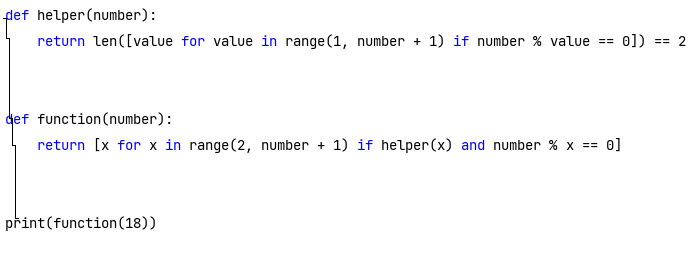 def helper(number):
    return len([value for value in range(1, number + 1) if number % value == 0]) == 2
def function(number):
    return [x for x in range(2, number + 1) if helper(x) and number % x == 0]
print(function(18))